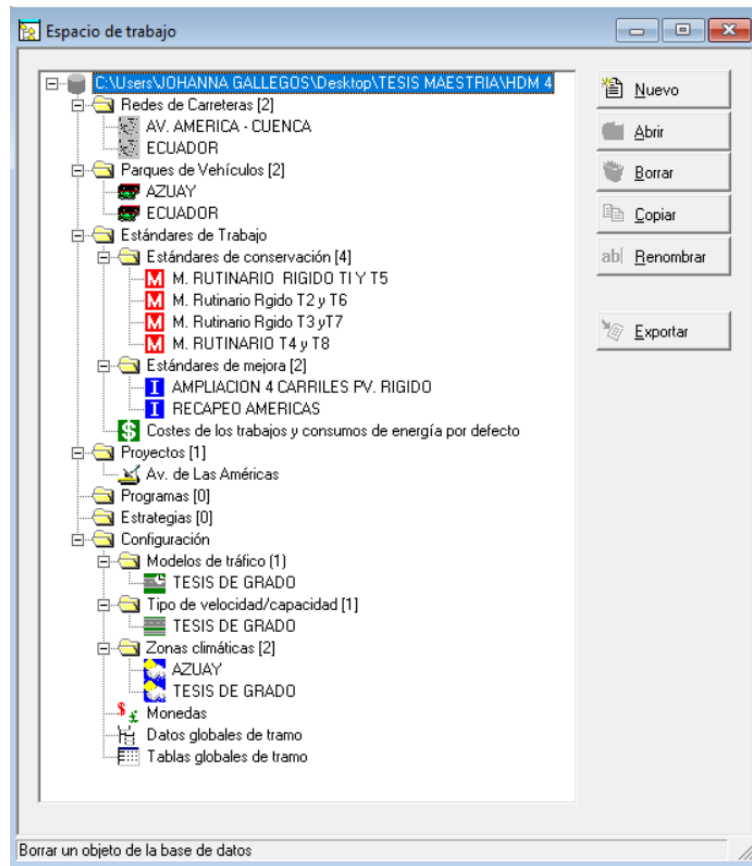 Espacio de trabajo
C:\Users\JOHANNA GALLEGOS\Desktop\TESIS MAESTRIA\HDM 4
Redes de Carreteras [2]
AV. AMERICA - CUENCA
ECUADOR
Parques de Vehículos [2]
AZUAY
ECUADOR
Estándares de Trabajo
Estándares de conservación [4]
M M. RUTINARIO RIGIDO TI Y T5
M M. Rutinario Rgido T2 y T6
M M. Rutinario Rgido T3 yT7
M M. RUTINARIO T4 y T8
Estándares de mejora [2]
I AMPLIACION 4 CARRILES PV. RIGIDO
I RECAPEO AMERICAS
$ Costes de los trabajos y consumos de energía por defecto
Proyectos [1]
Av. de Las Américas
Programas [0]
Estrategias [0]
Configuración
Modelos de tráfico (1)
TESIS DE GRADO
Tipo de velocidad/capacidad [1]
TESIS DE GRADO
Zonas climáticas [2]
AZUAY
TESIS DE GRADO
$ £ Monedas
Datos globales de tramo
Tablas globales de tramo
Nuevo
Abrir
Borrar
Copiar
ab Renombrar
Exportar
Borrar un objeto de la base de datos